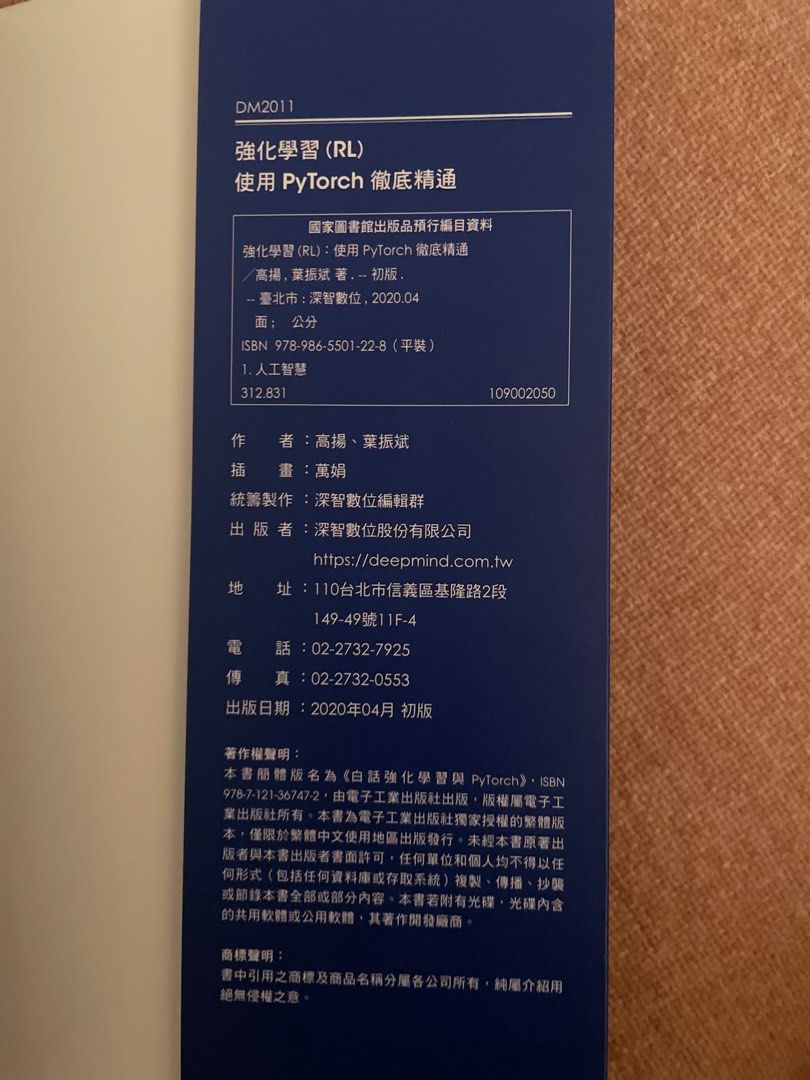 DM2011
強化學習(RL)
使用 PyTorch 徹底精通
國家圖書館出版品預行編目資料
強化學習(RL):使用 PyTorch 徹底精通
／高揚, 葉振斌 著. -- 初版.
-- 臺北市:深智數位, 2020.04
面; 公分
ISBN 978-986-5501-22-8（平裝）
1. 人工智慧
312.831 109002050
作 者：高揚、葉振斌
插 畫：萬娟
統籌製作：深智數位編輯群
出 版 者：深智數位股份有限公司
https://deepmind.com.tw
地 址：110台北市信義區基隆路2段
149-49號11F-4
電 話：02-2732-7925
傳 真：02-2732-0553
出版日期：2020年04月 初版
著作權聲明：
本書簡體版名為《白話強化學習與 PyTorch》，ISBN
978-7-121-36747-2，由電子工業出版社出版，版權屬電子工
業出版社所有。本書為電子工業出版社獨家授權的繁體版
本，僅限於繁體中文使用地區出版發行。未經本書原著出
版者與本書出版者書面許可，任何單位和個人均不得以任
何形式（包括任何資料庫或存取系統）複製、傳播、抄襲
或節錄本書全部或部分內容。本書若附有光碟，光碟內含
的共用軟體或公用軟體，其著作開發廠商。
商標聲明：
書中引用之商標及商品名稱分屬各公司所有，純屬介紹用
絕無侵權之意。